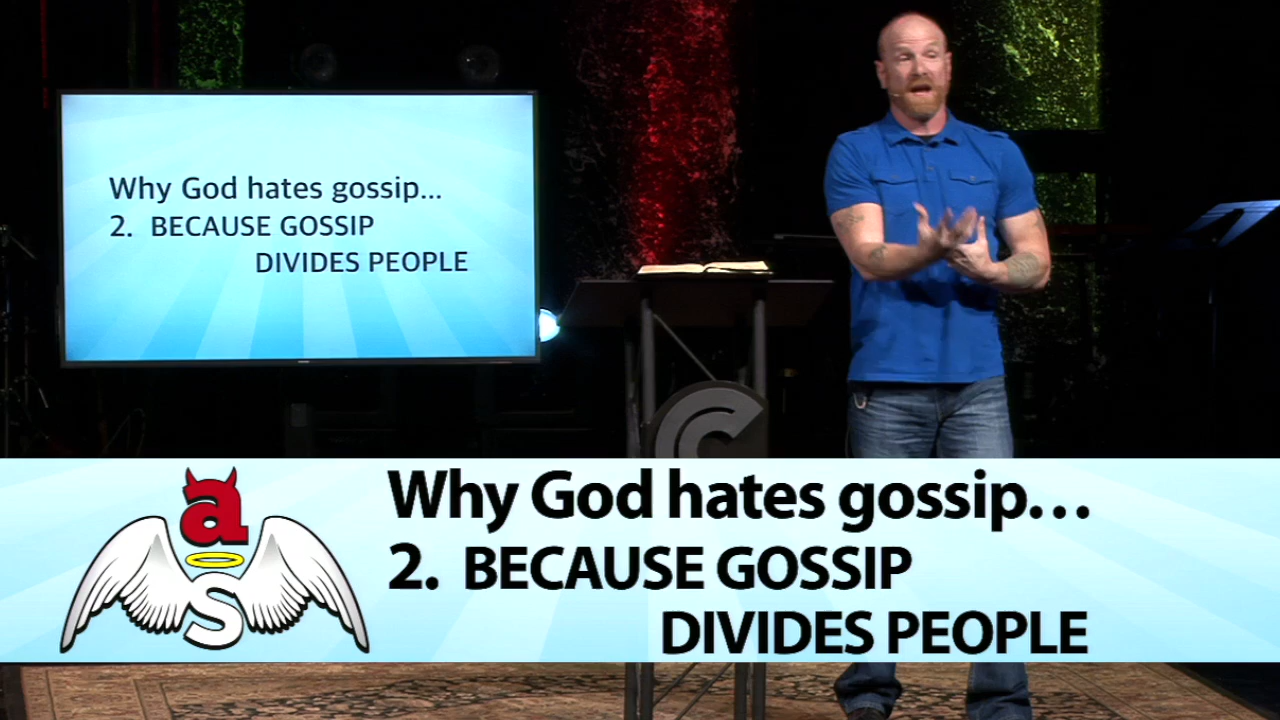 Why God hates gossip...
2. BECAUSE GOSSIP
DIVIDES PEOPLE
C
a
S
Why God hates gossip...
2. BECAUSE GOSSIP
DIVIDES PEOPLE